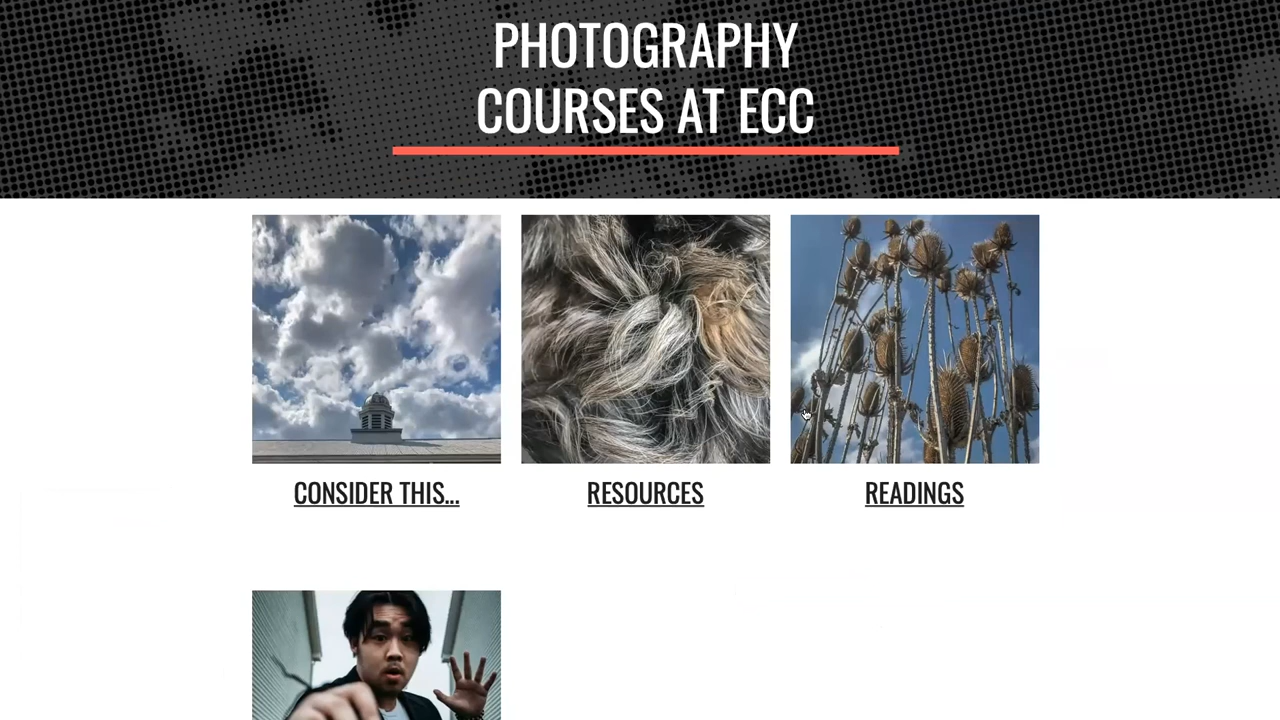 PHOTOGRAPHY
COURSES AT ECC
CONSIDER THIS...
RESOURCES
READINGS